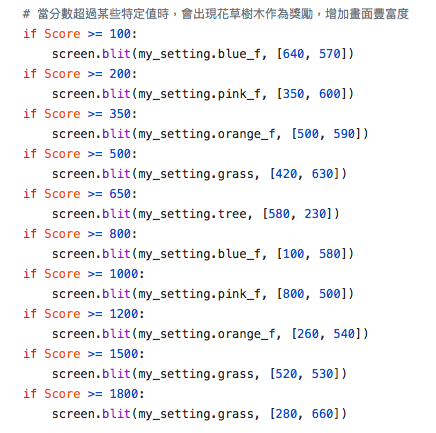 # 當分數超過某些特定值時，會出現花草樹木作為獎勵，增加畫面豐富度
if Score >= 100:
    screen.blit(my_setting.blue_f, [640, 570])
if Score >= 200:
    screen.blit(my_setting.pink_f, [350, 600])
if Score >= 350:
    screen.blit(my_setting.orange_f, [500, 590])
if Score >= 500:
    screen.blit(my_setting.grass, [420, 630])
if Score >= 650:
    screen.blit(my_setting.tree, [580, 230])
if Score >= 800:
    screen.blit(my_setting.blue_f, [100, 580])
if Score >= 1000:
    screen.blit(my_setting.pink_f, [800, 500])
if Score >= 1200:
    screen.blit(my_setting.orange_f, [260, 540])
if Score >= 1500:
    screen.blit(my_setting.grass, [520, 530])
if Score >= 1800:
    screen.blit(my_setting.grass, [280, 660])